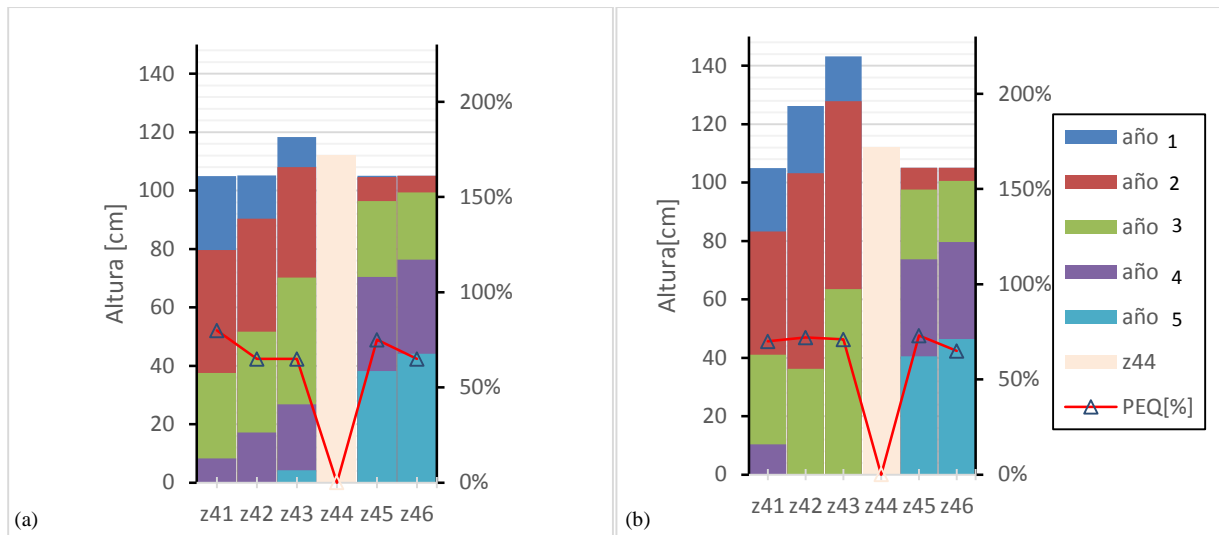 Altura [cm]
140
120
100
80
60
40
20
0
200%
150%
100%
50%
0%
z41 z42 z43 z44 z45 z46
(a)
Altura[cm]
140
120
100
80
60
40
20
0
200%
150%
100%
50%
0%
z41 z42 z43 z44 z45 z46
(b)
año 1
año 2
año 3
año 4
año 5
z44
PEQ[%]